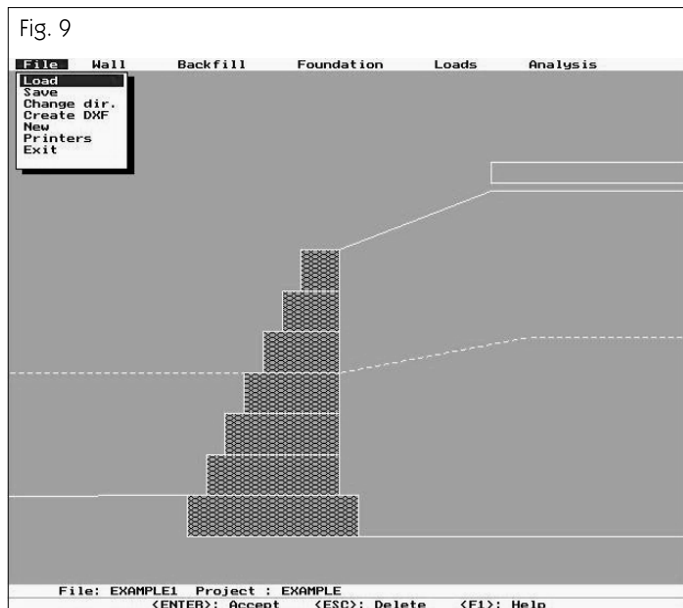 Fig. 9
File Wall Backfill Foundation Loads Analysis
Load
Save
Change dir.
Create DXF
New
Printers
Exit
File: EXAMPLE1 Project : EXAMPLE
<ENTER>: Accept <ESC>: Delete <F1>: Help